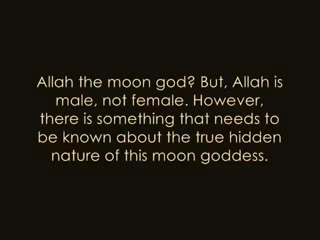 Allah the moon god? But, Allah is
male, not female. However,
there is something that needs to
be known about the true hidden
nature of this moon goddess.